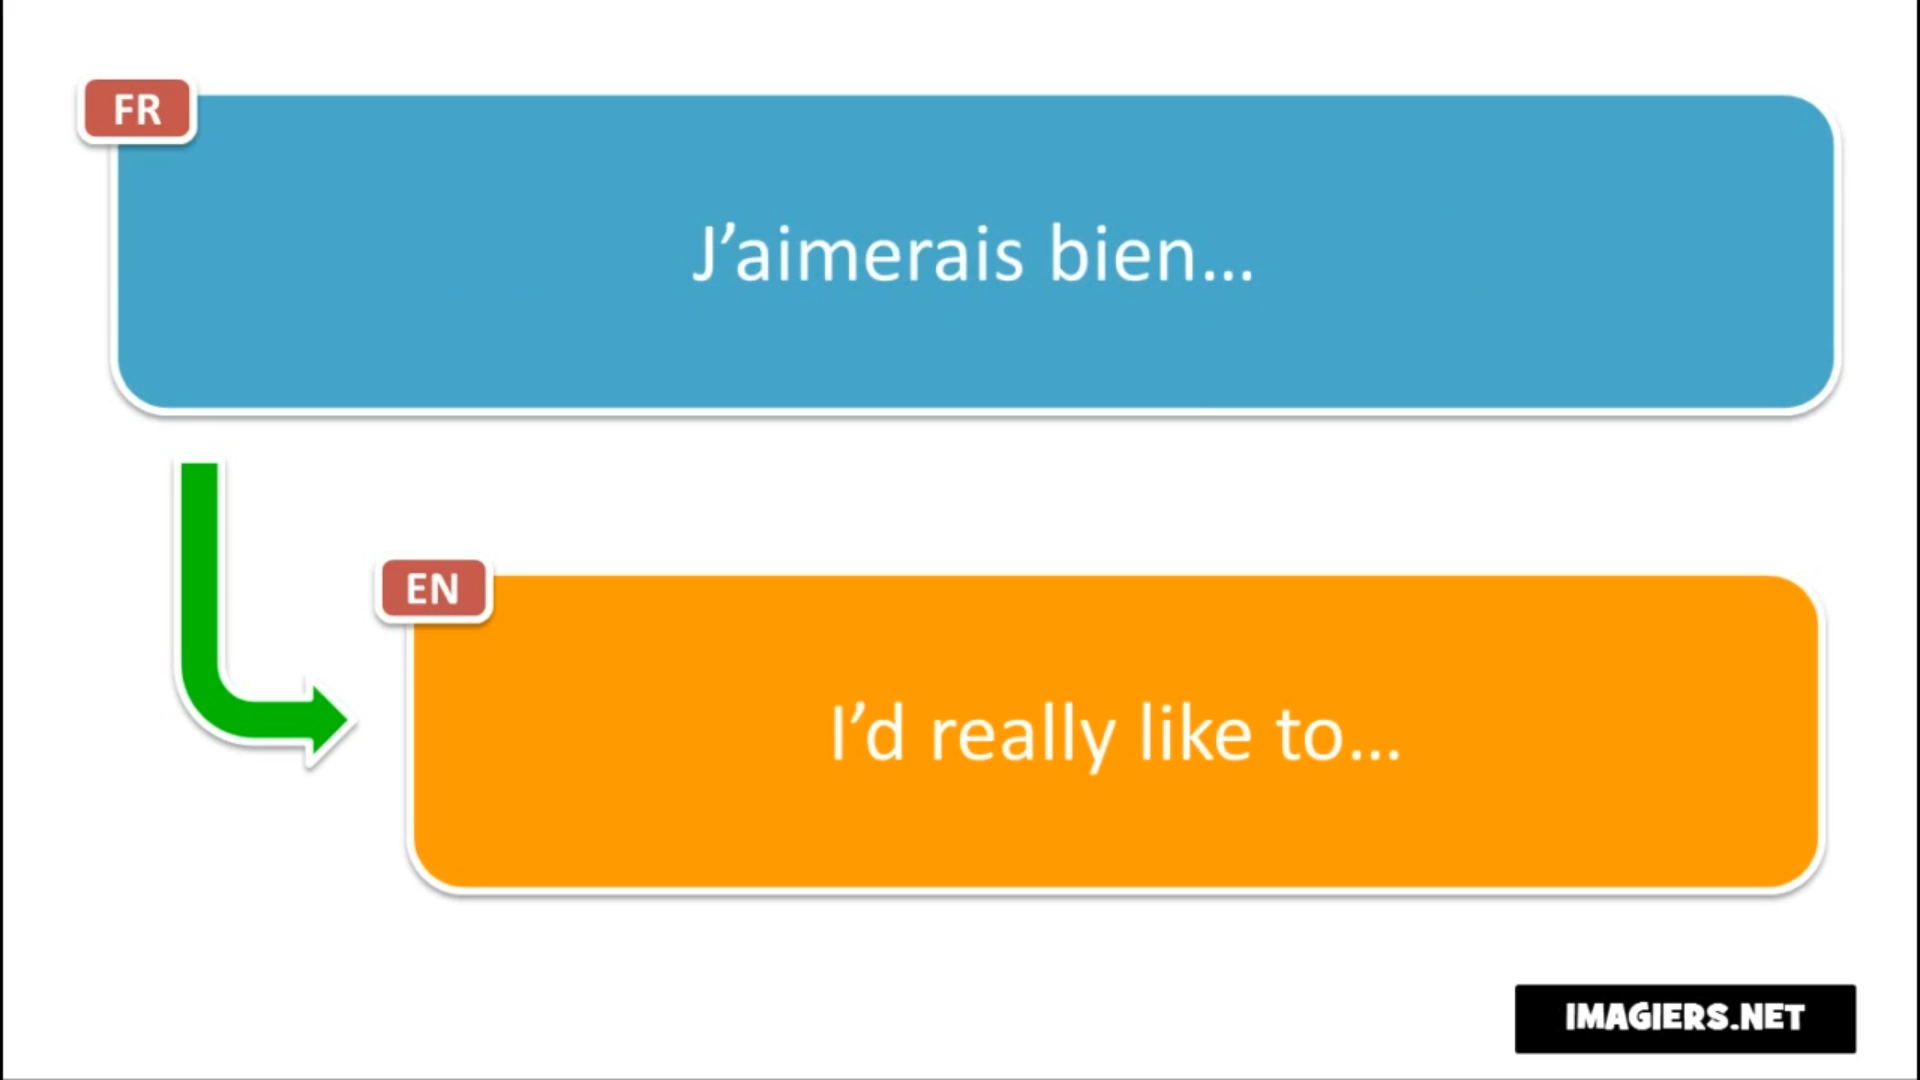 FR
J’aimerais bien...
EN
I’d really like to...
IMAGIERS.NET